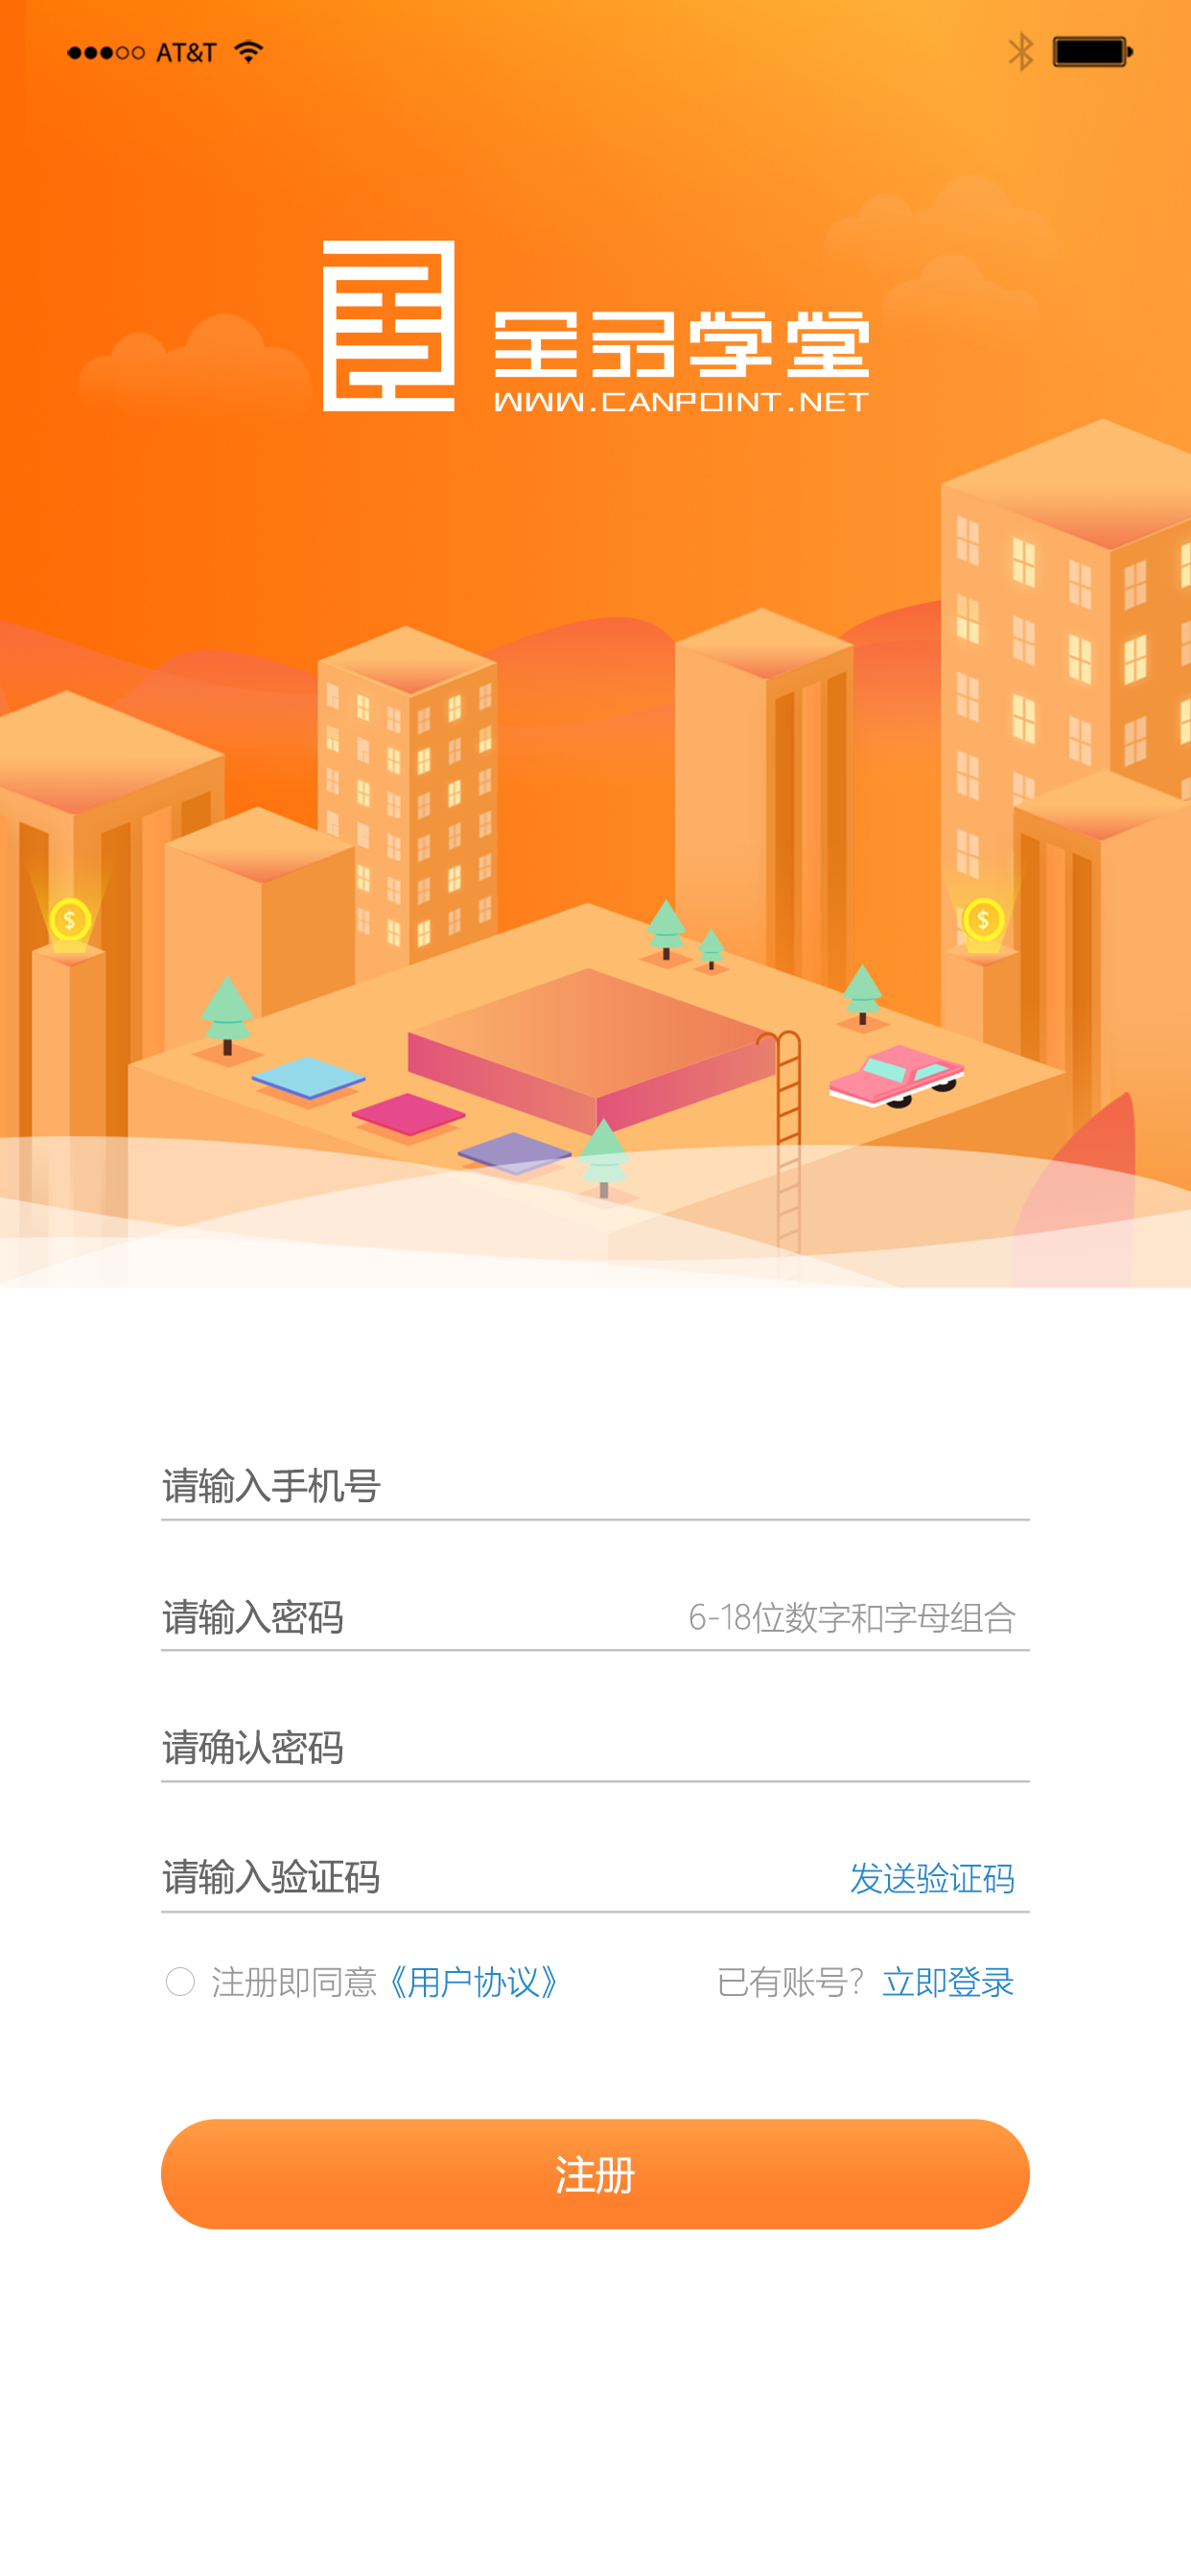 AT&T
全品学堂
WWW.CANPOINT.NET
请输入手机号
请输入密码 6-18位数字和字母组合
请确认密码
请输入验证码 发送验证码
注册即同意《用户协议》 已有账号？立即登录
注册